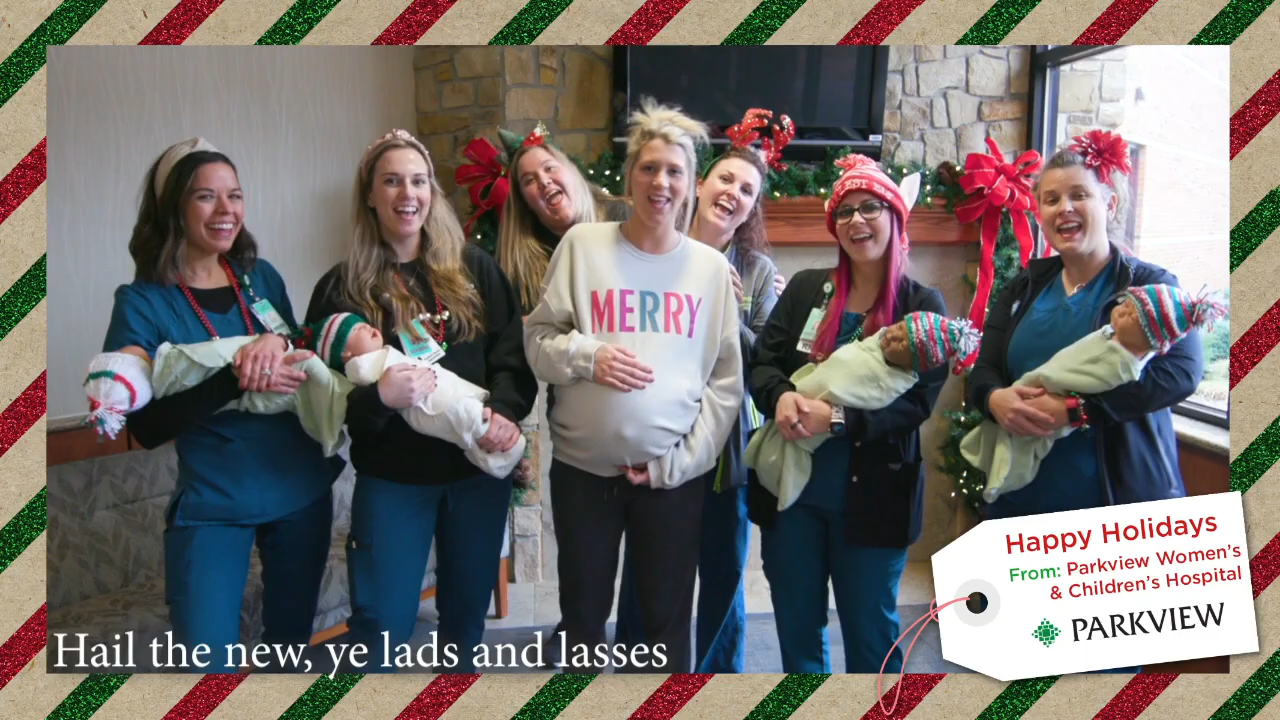 MERRY
Hail the new, ye lads and lasses
Happy Holidays
From: Parkview Women's
& Children's Hospital
PARKVIEW